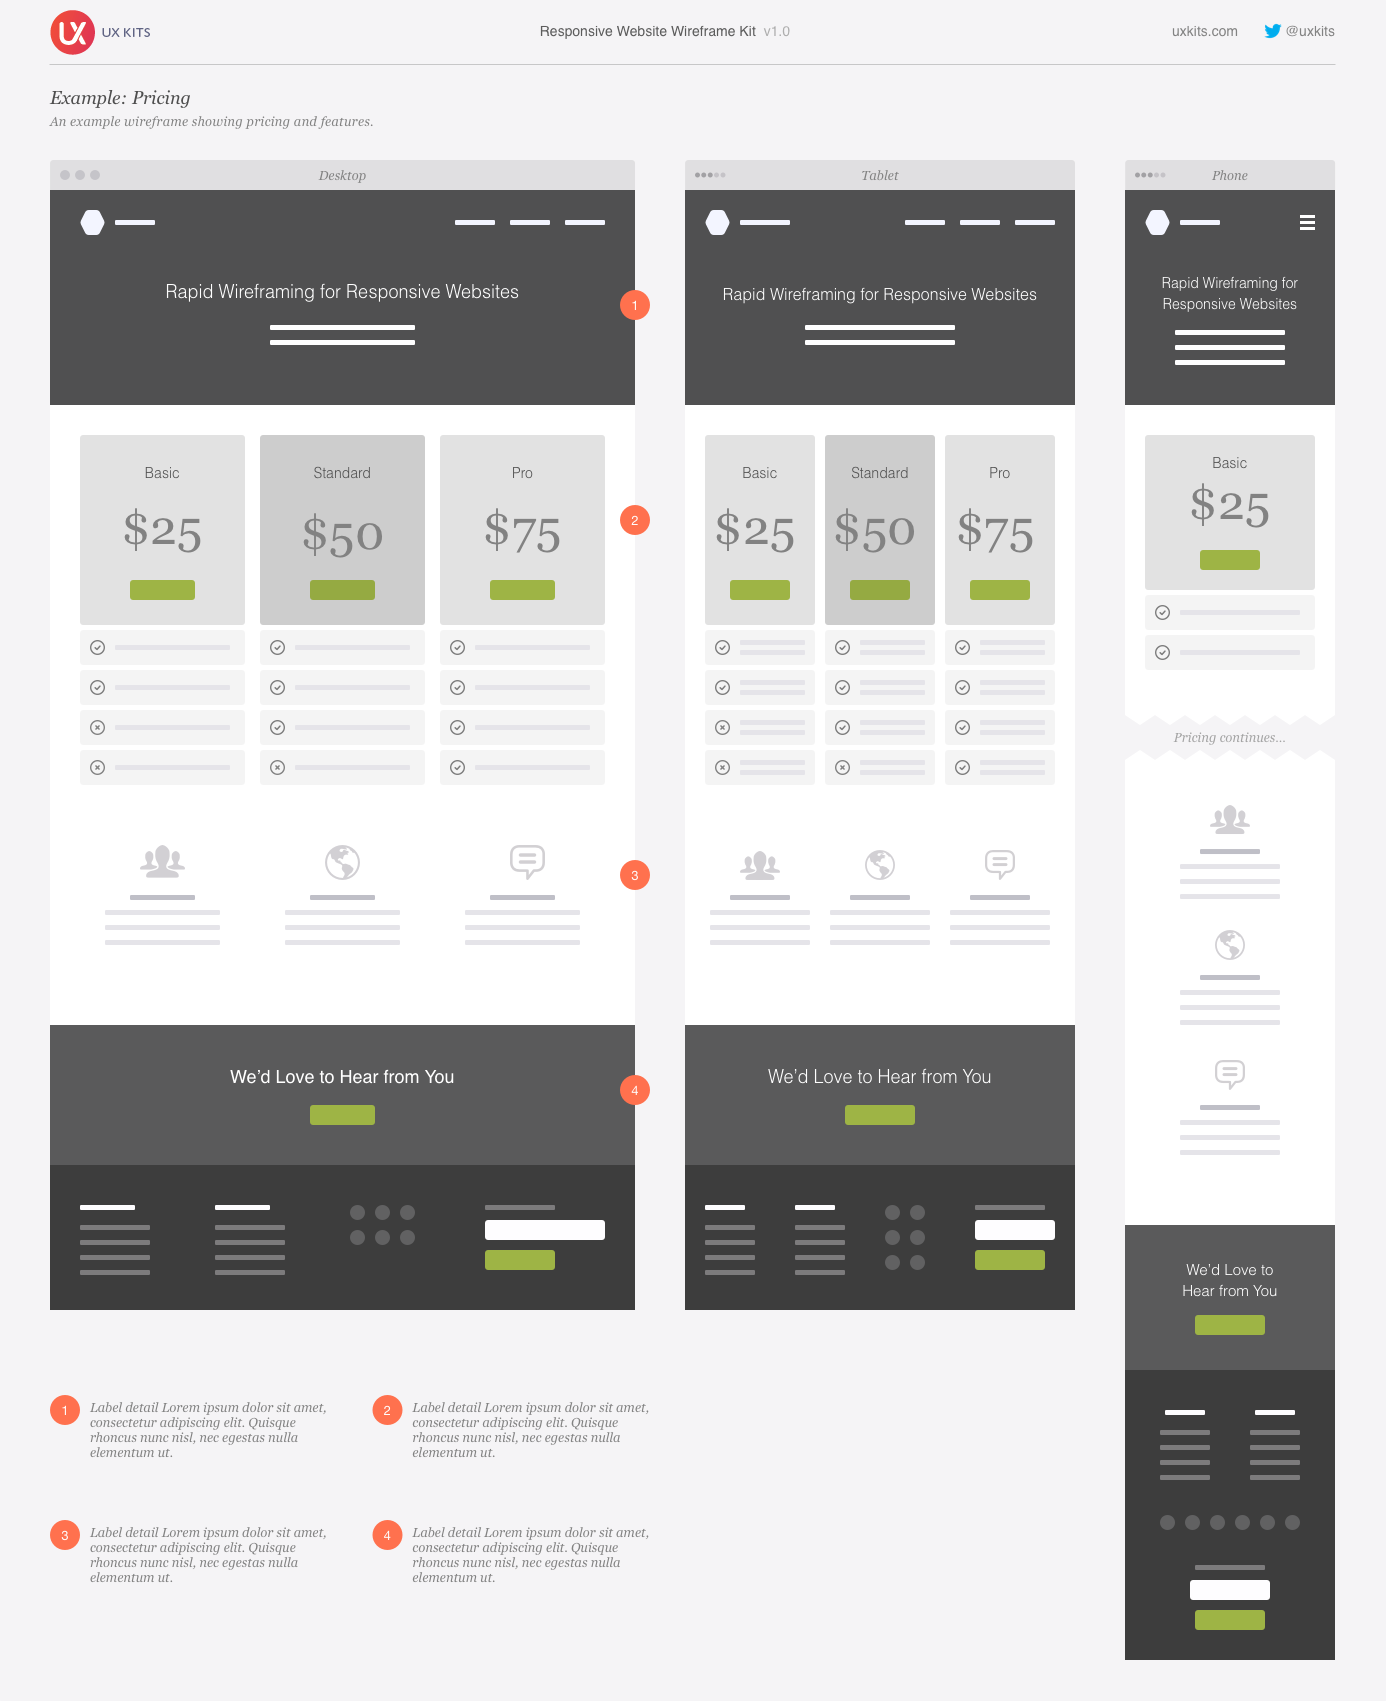 UX UX KITS
Responsive Website Wireframe Kit v1.0
uxkits.com
@uxkits
Example: Pricing
An example wireframe showing pricing and features.
Desktop
Rapid Wireframing for Responsive Websites
1
Basic
Standard
Pro
$25
$50
$75
2
3
We'd Love to Hear from You
4
Tablet
Rapid Wireframing for Responsive Websites
Basic
Standard
Pro
$25
$50
$75
We'd Love to Hear from You
Phone
Rapid Wireframing for
Responsive Websites
Basic
$25
Pricing continues...
We'd Love to
Hear from You
1
Label detail Lorem ipsum dolor sit amet,
consectetur adipiscing elit. Quisque
rhoncus nunc nisl, nec egestas nulla
elementum ut.
2
Label detail Lorem ipsum dolor sit amet,
consectetur adipiscing elit. Quisque
rhoncus nunc nisl, nec egestas nulla
elementum ut.
3
Label detail Lorem ipsum dolor sit amet,
consectetur adipiscing elit. Quisque
rhoncus nunc nisl, nec egestas nulla
elementum ut.
4
Label detail Lorem ipsum dolor sit amet,
consectetur adipiscing elit. Quisque
rhoncus nunc nisl, nec egestas nulla
elementum ut.